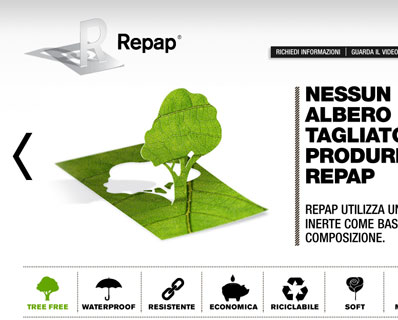 Repap®
RICHIEDI INFORMAZIONI | GUARDA IL VIDEO
NESSUN
ALBERO
TAGLIATO
PRODUR
REPAP
REPAP UTILIZZA UN
INERTE COME BAS
COMPOSIZIONE.
TREE FREE
WATERPROOF
RESISTENTE
ECONOMICA
RICICLABILE
SOFT